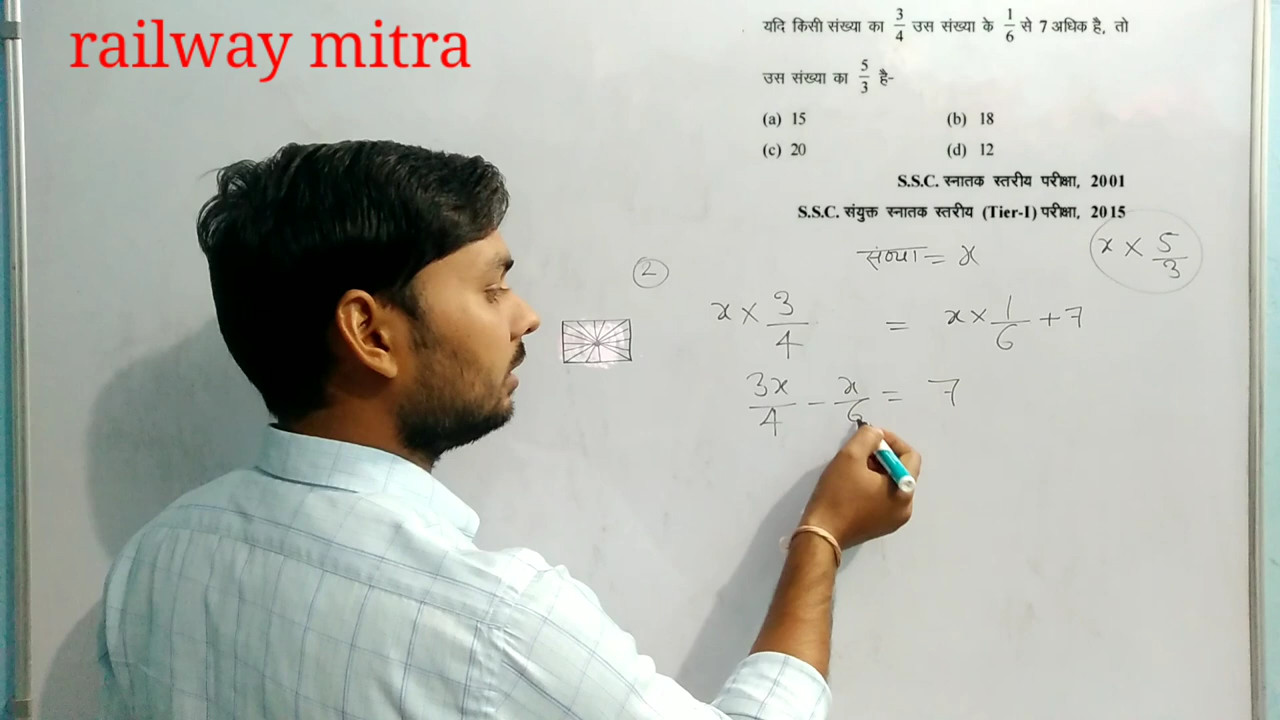 railway mitra
यदि किसी संख्या का 3/4 उस संख्या के 1/6 से 7 अधिक है, तो
उस संख्या का 5/3 है-
(a) 15 (b) 18
(c) 20 (d) 12
S.S.C. स्नातक स्तरीय परीक्षा, 2001
S.S.C. संयुक्त स्नातक स्तरीय (Tier-I) परीक्षा, 2015
संख्या = x
x × 5/3
2
x × 3/4 = x × 1/6 + 7
3x/4 - x/6 = 7